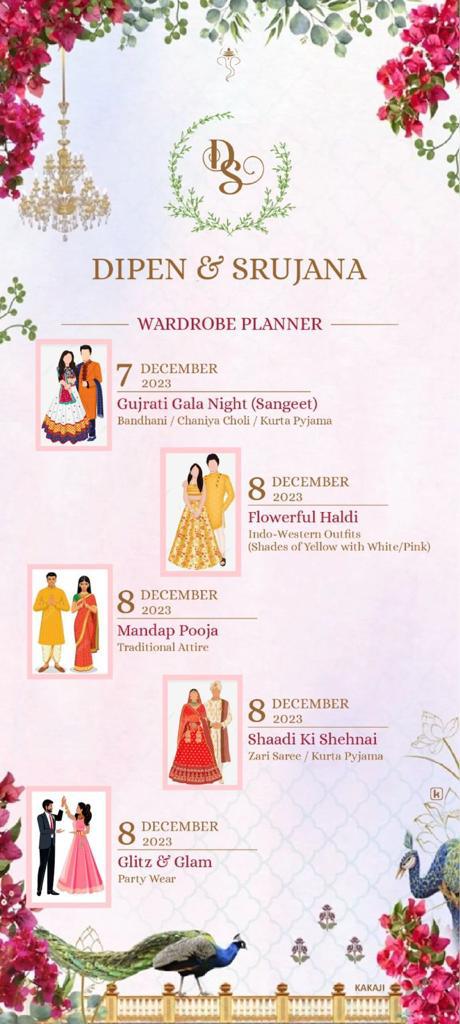 DS
DIPEN & SRUJANA
WARDROBE PLANNER
7 DECEMBER
2023
Gujrati Gala Night (Sangeet)
Bandhani / Chaniya Choli / Kurta Pyjama
8 DECEMBER
2023
Flowerful Haldi
Indo-Western Outfits
(Shades of Yellow with White/Pink)
8 DECEMBER
2023
Mandap Pooja
Traditional Attire
8 DECEMBER
2023
Shaadi Ki Shehnai
Zari Saree / Kurta Pyjama
8 DECEMBER
2023
Glitz & Glam
Party Wear
k
KAKAJI